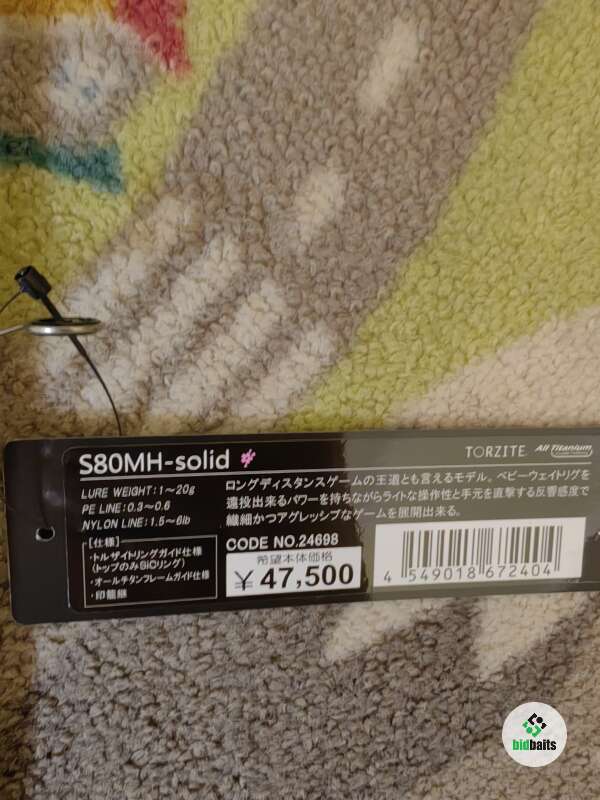 S80MH-solid
TORZITE All Titanium
LURE WEIGHT:1～20g
PE LINE:0.3～0.6
NYLON LINE:1.5～6lb
ロングディスタンスゲームの王道とも言えるモデル。ヘビーウェイトリグを
遠投出来るパワーを持ちながらライトな操作性と手元を直撃する反響感度で
繊細かつアグレッシブなゲームを展開出来る。
【仕様】
・トルザイトリングガイド仕様
（トップのみSiCリング）
・オールチタンフレームガイド仕様
・印籠継
CODE NO.24698
希望本体価格
￥47,500
4 549018 672404
bidbaits